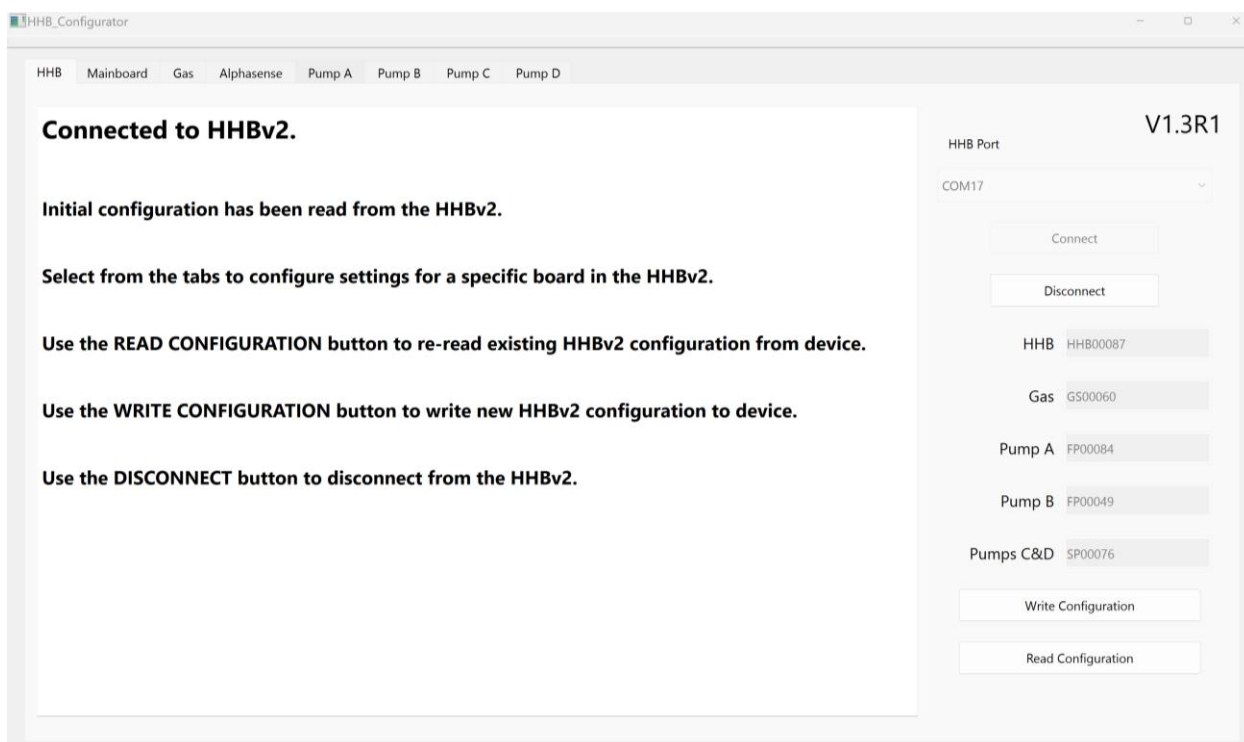 HHB_Configurator
HHB Mainboard Gas Alphasense Pump A Pump B Pump C Pump D
Connected to HHBv2.
Initial configuration has been read from the HHBv2.
Select from the tabs to configure settings for a specific board in the HHBv2.
Use the READ CONFIGURATION button to re-read existing HHBv2 configuration from device.
Use the WRITE CONFIGURATION button to write new HHBv2 configuration to device.
Use the DISCONNECT button to disconnect from the HHBv2.
V1.3R1
HHB Port
COM17
Connect
Disconnect
HHB HHB00087
Gas GS00060
Pump A FP00084
Pump B FP00049
Pumps C&D SP00076
Write Configuration
Read Configuration